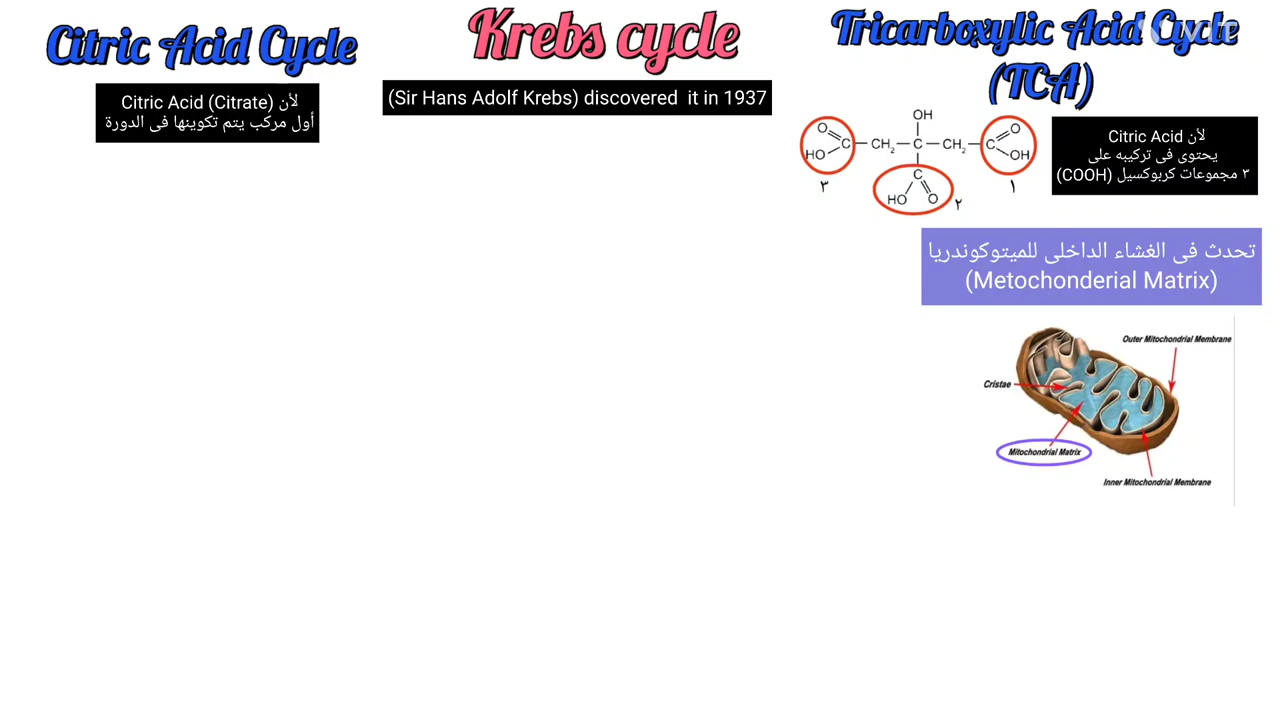 Citric Acid Cycle
لأن Citric Acid (Citrate)
أول مركب يتم تكوينها فى الدورة
Krebs cycle
(Sir Hans Adolf Krebs) discovered it in 1937
Tricarboxylic Acid Cycle
(TCA)
OH
O
C
HO
CH2
C
CH2
C
O
OH
C
HO
O
٣
٢
١
لأن Citric Acid
يحتوى فى تركيبه على
٣ مجموعات كربوكسيل (COOH)
تحدث فى الغشاء الداخلى للميتوكوندريا
(Metochonderial Matrix)
Outer Mitochondrial Membrane
Cristae
Mitochondrial Matrix
Inner Mitochondrial Membrane